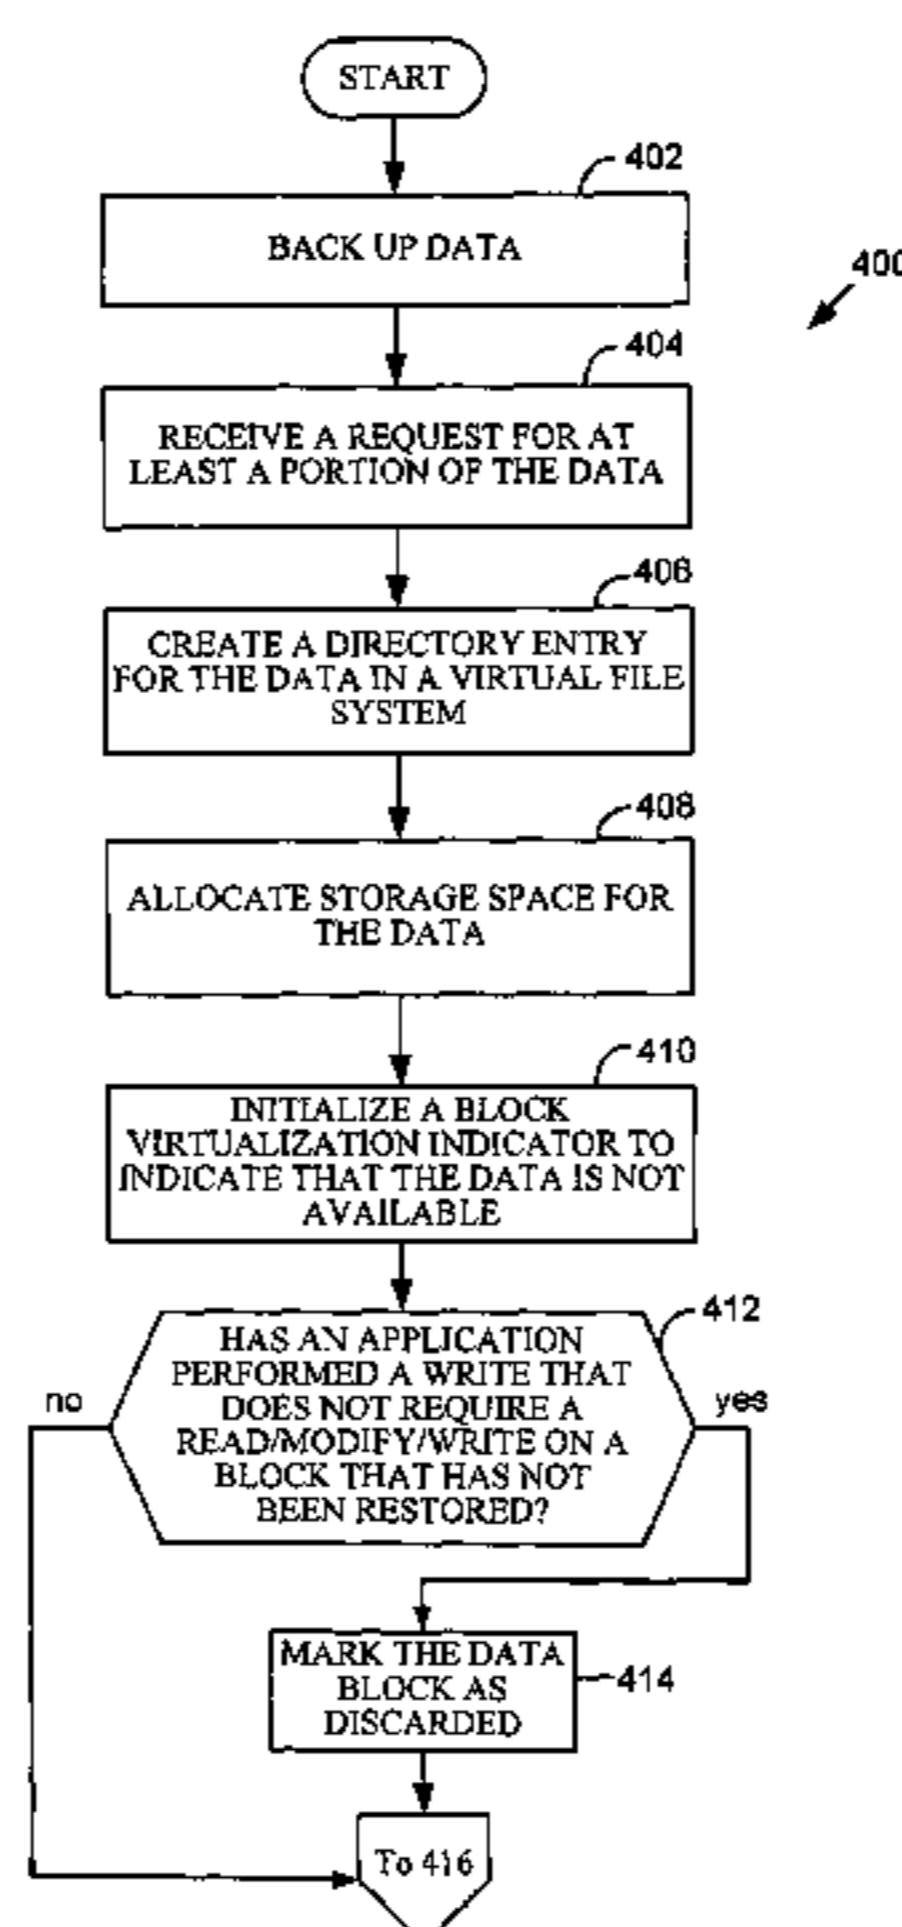 START
402
BACK UP DATA
400
404
RECEIVE A REQUEST FOR AT
LEAST A PORTION OF THE DATA
406
CREATE A DIRECTORY ENTRY
FOR THE DATA IN A VIRTUAL FILE
SYSTEM
408
ALLOCATE STORAGE SPACE FOR
THE DATA
410
INITIALIZE A BLOCK
VIRTUALIZATION INDICATOR TO
INDICATE THAT THE DATA IS NOT
AVAILABLE
412
HAS AN APPLICATION
PERFORMED A WRITE THAT
DOES NOT REQUIRE A
READ/MODIFY/WRITE ON A
BLOCK THAT HAS NOT
BEEN RESTORED?
no
yes
MARK THE DATA
BLOCK AS
DISCARDED
414
To 416